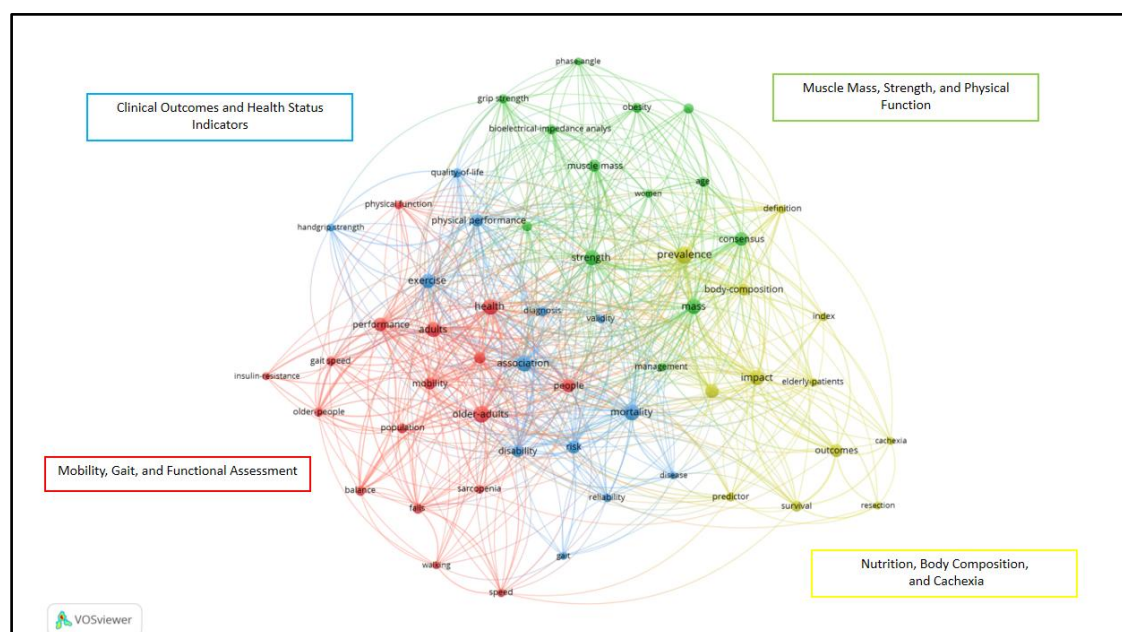 phase-angle
Clinical Outcomes and Health Status
Indicators
Muscle Mass, Strength, and Physical
Function
grip strength
obesity
bioelectrical-impedance analys
muscle mass
quality-of-life
age
women
physical function
definition
physical performance
handgrip strength
consensus
strength
prevalence
exercise
body-composition
health
mass
diagnosis
validity
index
performance
adults
gait speed
association
management
insulin-resistance
mobility
people
impact
elderly-patients
older-people
older-adults
mortality
population
disability
risk
cachexia
outcomes
Mobility, Gait, and Functional Assessment
disease
balance
sarcopenia
reliability
predictor
survival
resection
falls
gait
walking
speed
Nutrition, Body Composition,
and Cachexia
VOSviewer